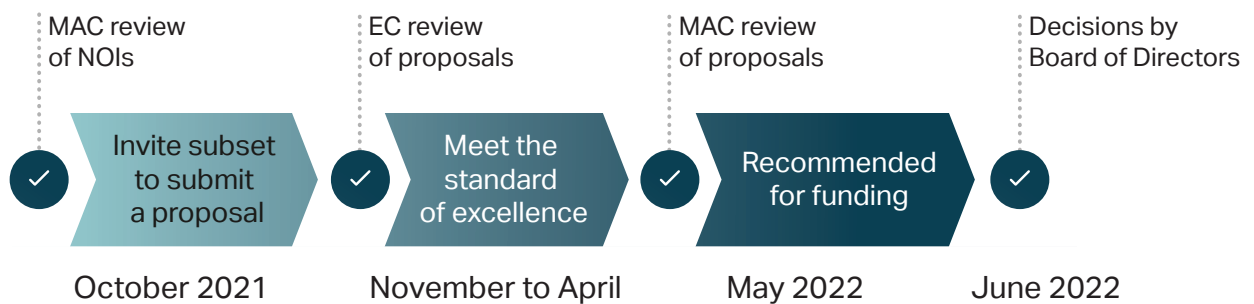 MAC review
of NOIs
EC review
of proposals
MAC review
of proposals
Decisions by
Board of Directors
Invite subset
to submit
a proposal
Meet the
standard
of excellence
Recommended
for funding
October 2021
November to April
May 2022
June 2022